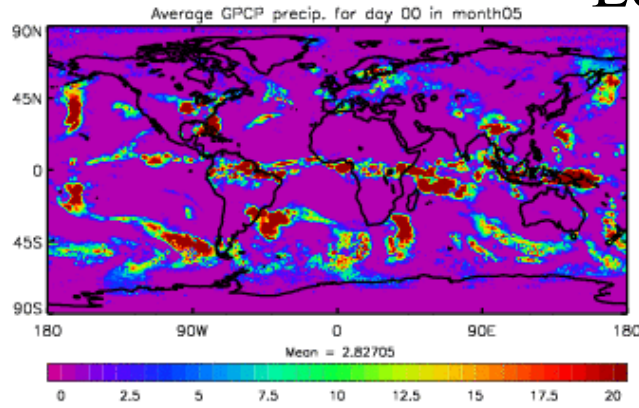 Average GPCP precip. for day 00 in month05
90N
45N
0
45S
90S
180 90W 0 90E 180
Mean = 2.82705
0 2.5 5 7.5 10 12.5 15 17.5 20